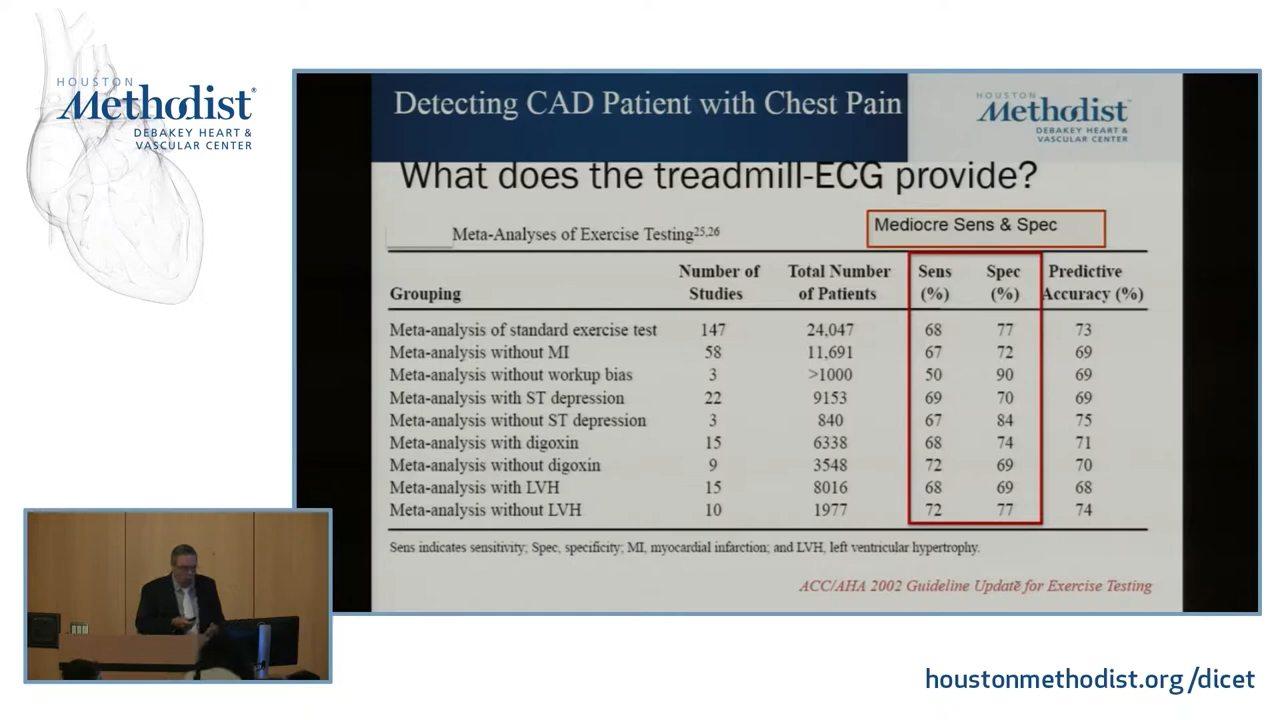 HOUSTON
Methodist®
DEBAKEY HEART &
VASCULAR CENTER
Detecting CAD Patient with Chest Pain
HOUSTON
Methodist
DEBAKEY HEART &
VASCULAR CENTER
What does the treadmill-ECG provide?
Mediocre Sens & Spec
Meta-Analyses of Exercise Testing25,26
Grouping Number of Studies Total Number of Patients Sens (%) Spec (%) Predictive Accuracy (%)
Meta-analysis of standard exercise test 147 24,047 68 77 73
Meta-analysis without MI 58 11,691 67 72 69
Meta-analysis without workup bias 3 >1000 50 90 69
Meta-analysis with ST depression 22 9153 69 70 69
Meta-analysis without ST depression 3 840 67 84 75
Meta-analysis with digoxin 15 6338 68 74 71
Meta-analysis without digoxin 9 3548 72 69 70
Meta-analysis with LVH 15 8016 68 69 68
Meta-analysis without LVH 10 1977 72 77 74
Sens indicates sensitivity; Spec, specificity; MI, myocardial infarction; and LVH, left ventricular hypertrophy.
ACC/AHA 2002 Guideline Update for Exercise Testing
houstonmethodist.org/dicet